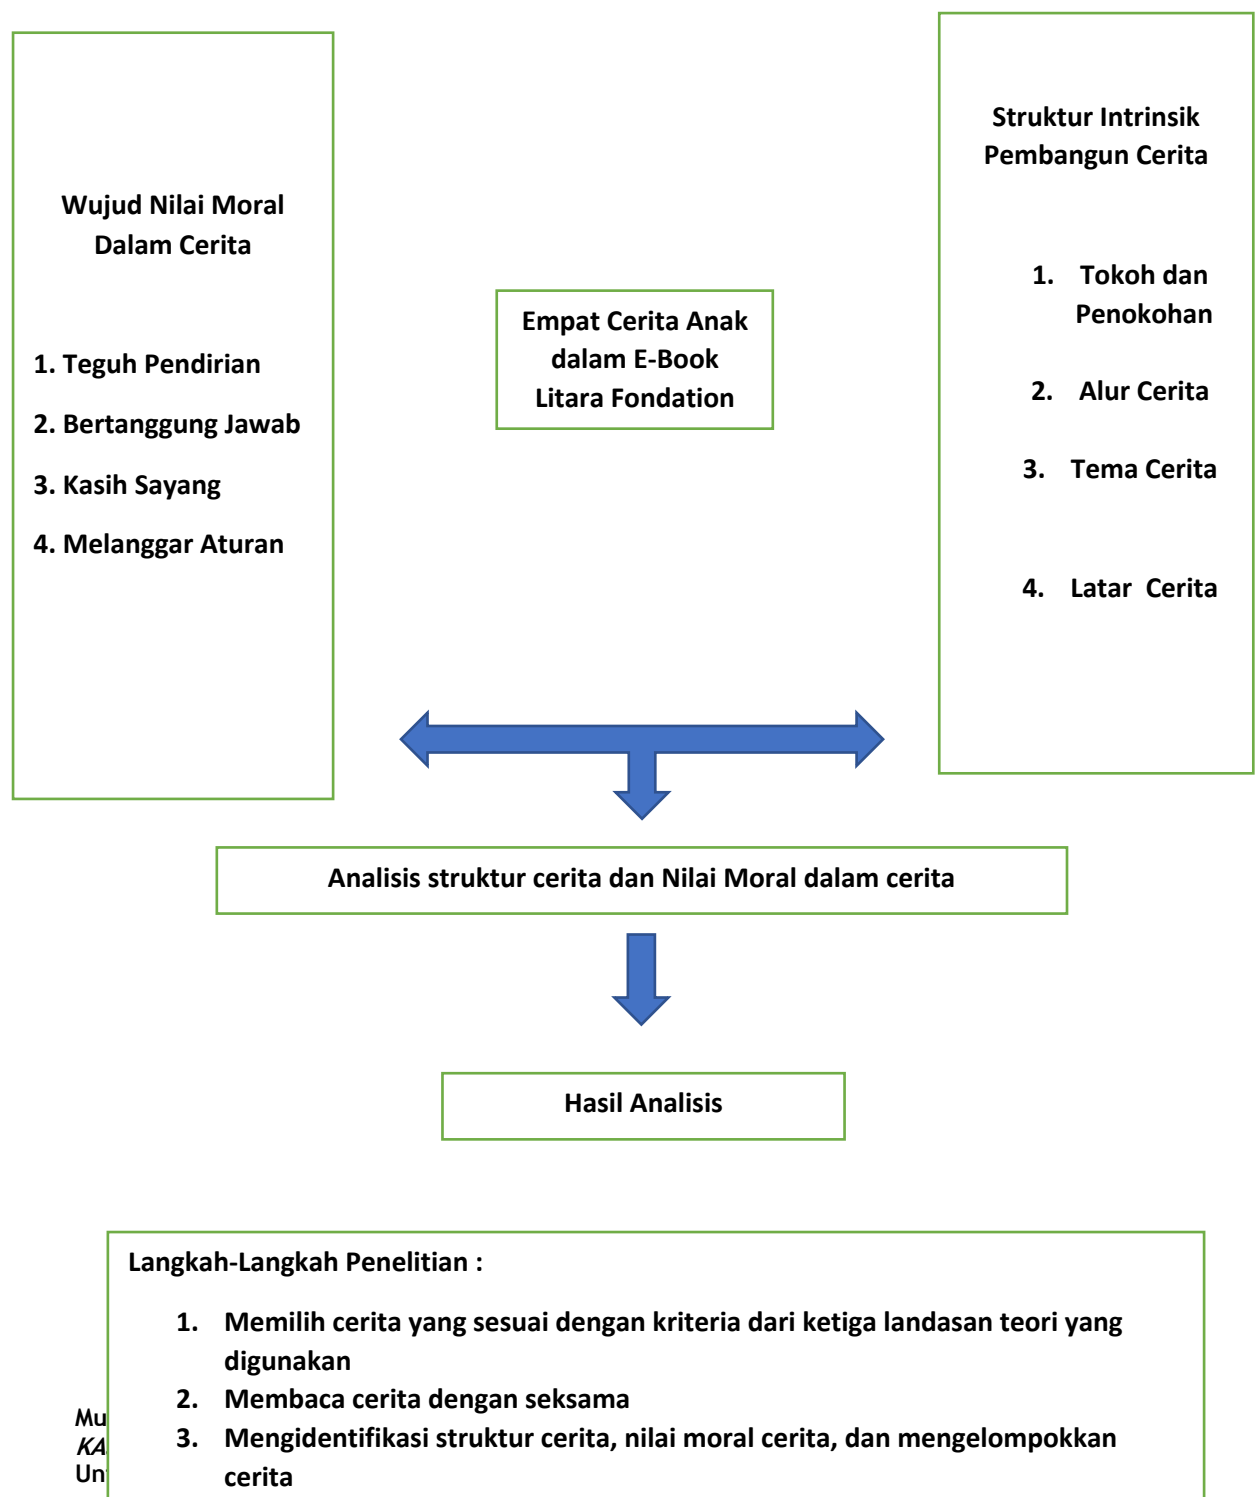 Wujud Nilai Moral
Dalam Cerita
1. Teguh Pendirian
2. Bertanggung Jawab
3. Kasih Sayang
4. Melanggar Aturan
Empat Cerita Anak
dalam E-Book
Litara Fondation
Struktur Intrinsik
Pembangun Cerita
1. Tokoh dan
Penokohan
2. Alur Cerita
3. Tema Cerita
4. Latar Cerita
Analisis struktur cerita dan Nilai Moral dalam cerita
Hasil Analisis
Langkah-Langkah Penelitian :
1. Memilih cerita yang sesuai dengan kriteria dari ketiga landasan teori yang
digunakan
2. Membaca cerita dengan seksama
3. Mengidentifikasi struktur cerita, nilai moral cerita, dan mengelompokkan
cerita